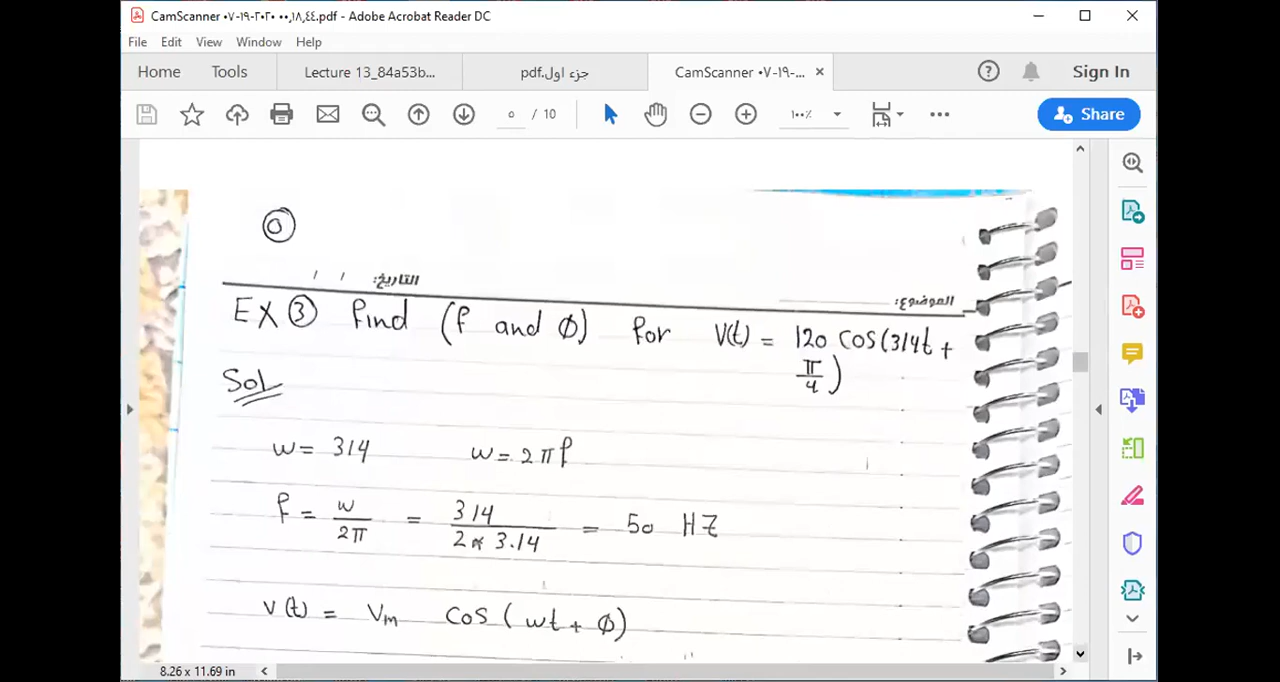 CamScanner ٠٧-١٩-٢٠٢٠ ٠٠,١٨,٤٤.pdf - Adobe Acrobat Reader DC
File Edit View Window Help
Home Tools Lecture 13_84a53b... جزء اول.pdf CamScanner ٠٧-١٩-... Sign In
٥ / 10 ١٠٠٪ Share
٥
التاريخ: / /
الموضوع:
EX ③ Find (f and Ø) for V(t) = 120 cos(314t +
π/4)
Sol
w = 314 w = 2πf
f = w/2π = 314/2*3.14 = 50 HZ
v(t) = Vm cos(wt + Ø)
8.26 x 11.69 in